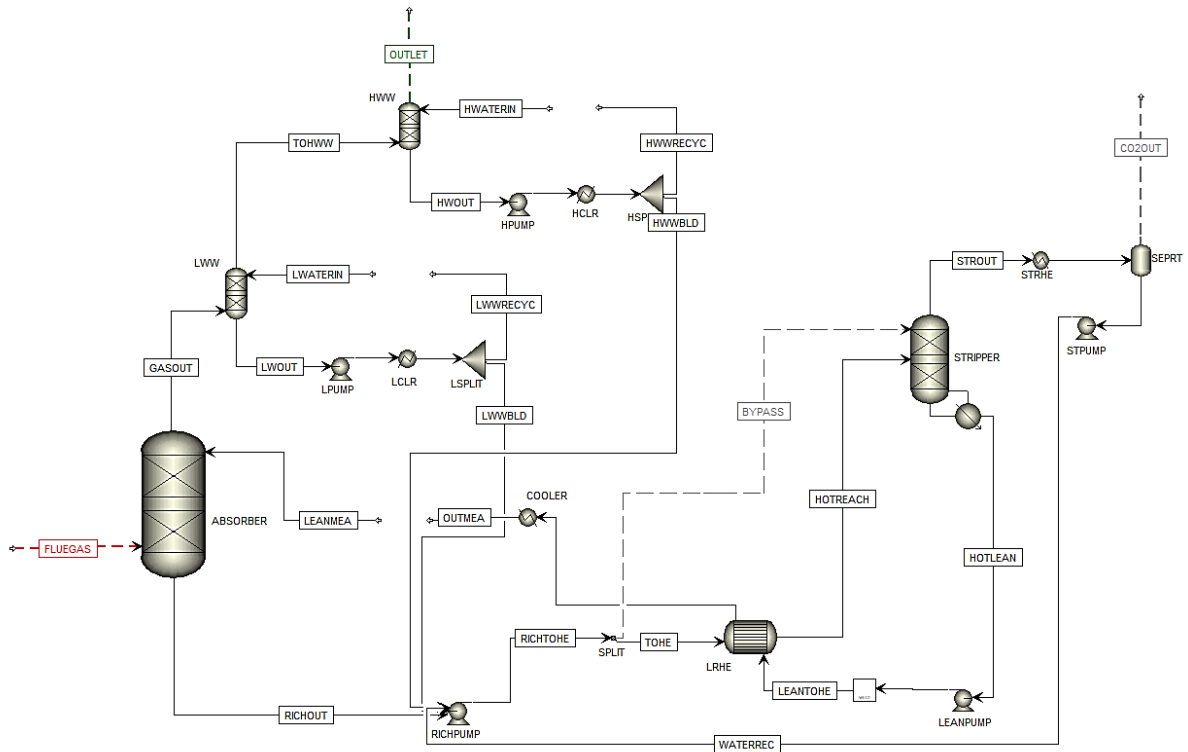 OUTLET
HWW
HWATERIN
TOHWW
HWWRECYC
CO2OUT
HWOUT
HPUMP
HCLR
HSP
HWWBLD
LWW
LWATERIN
STROUT
STRHE
SEPRT
LWWRECYC
STPUMP
GASOUT
LWOUT
LPUMP
LCLR
LSPLIT
STRIPPER
LWWBLD
BYPASS
COOLER
HOTREACH
ABSORBER
LEANMEA
OUTMEA
FLUEGAS
HOTLEAN
RICHTOHE
SPLIT
TOHE
LRHE
LEANTOHE
LEANPUMP
RICHOUT
RICHPUMP
WATERREC